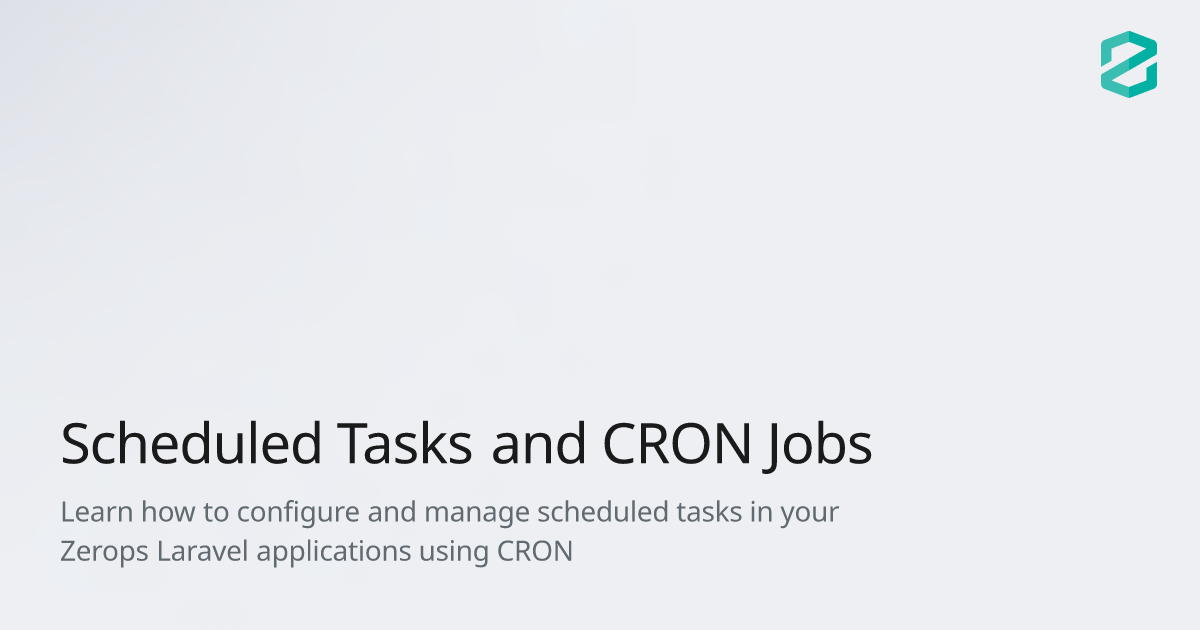 Scheduled Tasks and CRON Jobs
Learn how to configure and manage scheduled tasks in your
Zerops Laravel applications using CRON